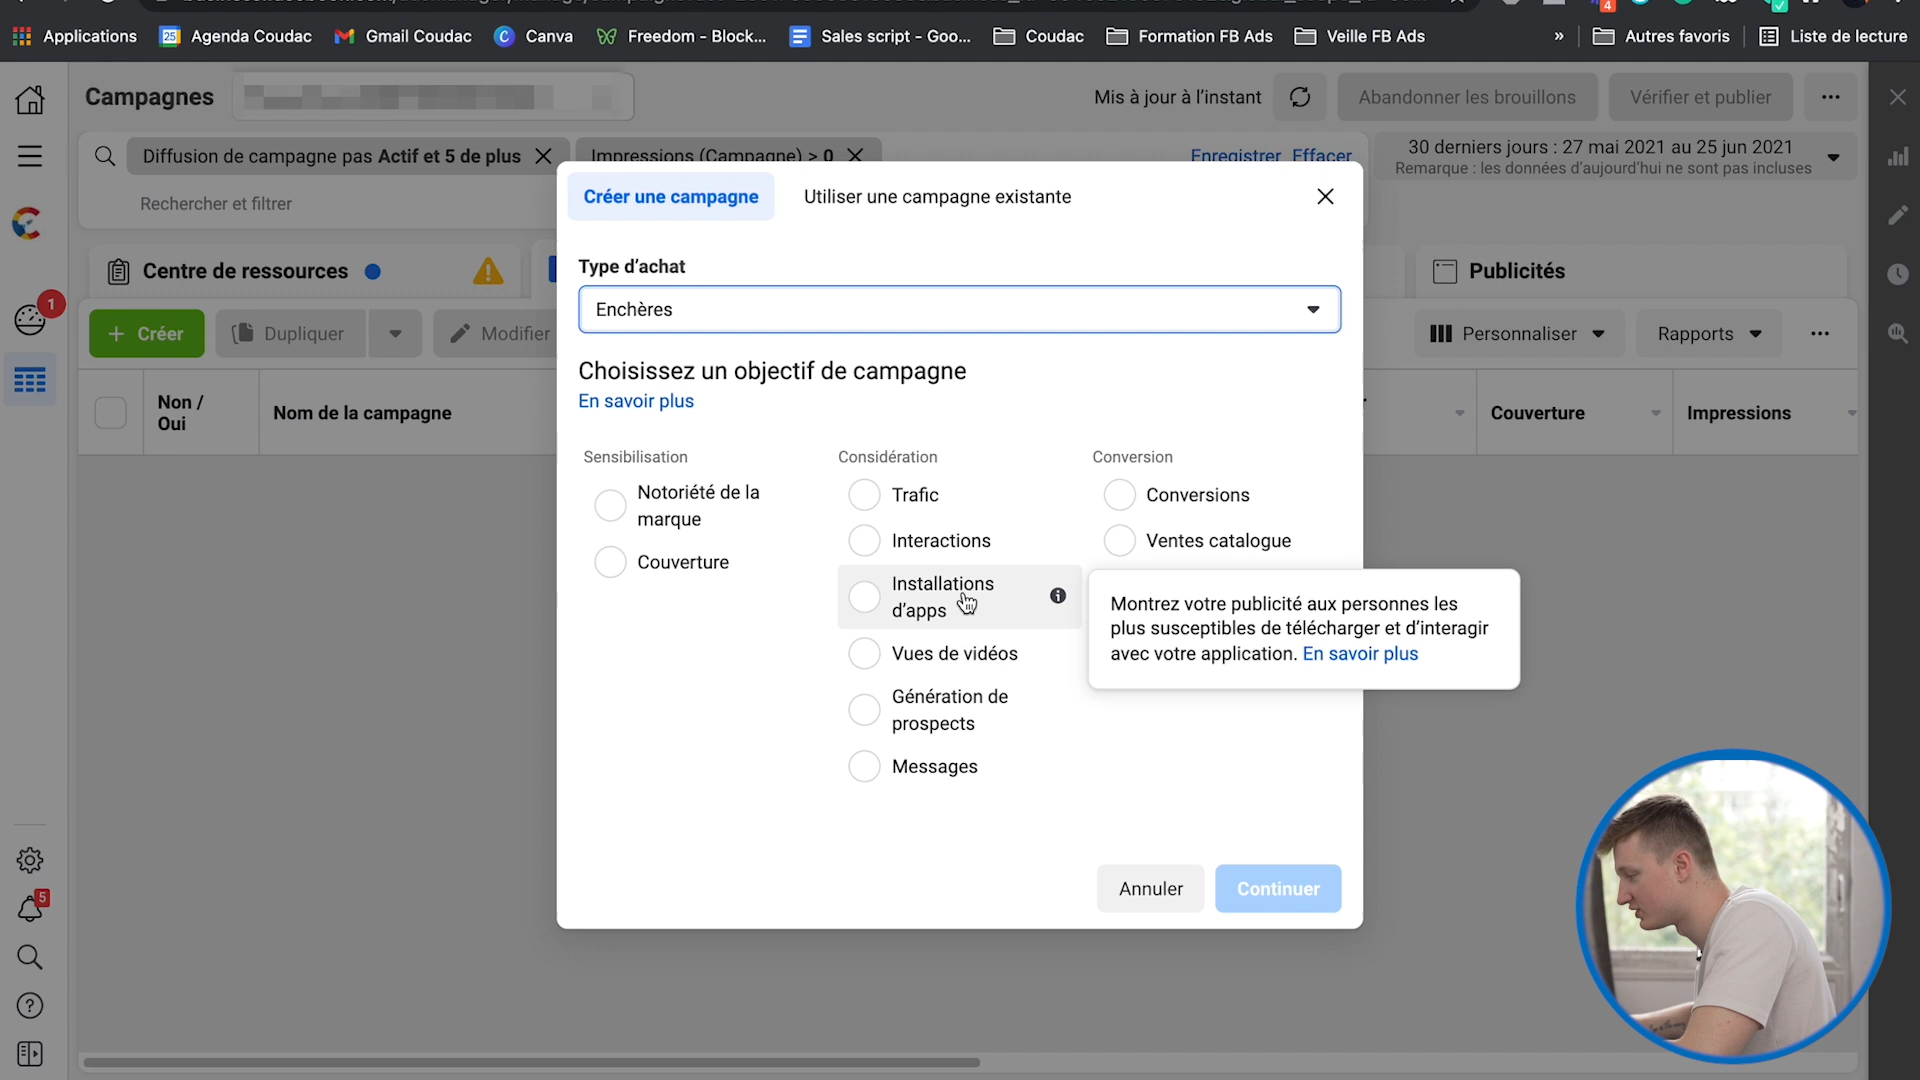 Applications
25
Agenda Coudac
Gmail Coudac
C
Canva
Freedom - Block...
Sales script - Goo...
Coudac
Formation FB Ads
Veille FB Ads
»
Autres favoris
Liste de lecture
4
Campagnes
Mis à jour à l'instant
Abandonner les brouillons
Vérifier et publier
Diffusion de campagne pas Actif et 5 de plus
Impressions (Campagne) > 0
Enregistrer
Effacer
30 derniers jours : 27 mai 2021 au 25 jun 2021
Remarque : les données d'aujourd'hui ne sont pas incluses
Rechercher et filtrer
Créer une campagne
Utiliser une campagne existante
Centre de ressources
Publicités
Type d'achat
Enchères
1
+ Créer
Dupliquer
Modifier
Personnaliser
Rapports
Choisissez un objectif de campagne
En savoir plus
Non /
Oui
Nom de la campagne
Couverture
Impressions
Sensibilisation
Notoriété de la
marque
Couverture
Considération
Trafic
Interactions
Installations
d'apps
Vues de vidéos
Génération de
prospects
Messages
Conversion
Conversions
Ventes catalogue
Montrez votre publicité aux personnes les
plus susceptibles de télécharger et d'interagir
avec votre application. En savoir plus
Annuler
Continuer
5